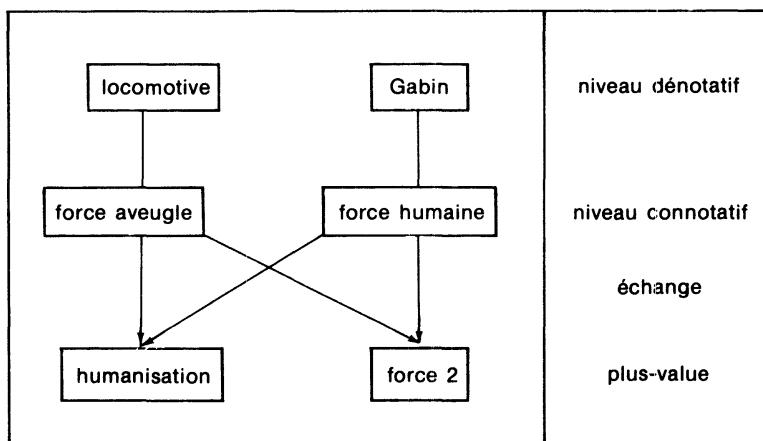 locomotive Gabin niveau dénotatif
force aveugle force humaine niveau connotatif
échange
humanisation force 2 plus-value